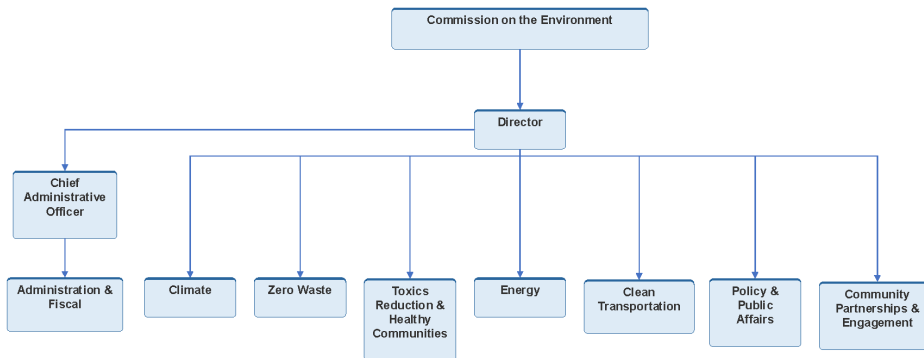 Commission on the Environment
Director
Chief
Administrative
Officer
Administration &
Fiscal
Climate
Zero Waste
Toxics
Reduction &
Healthy
Communities
Energy
Clean
Transportation
Policy &
Public
Affairs
Community
Partnerships &
Engagement